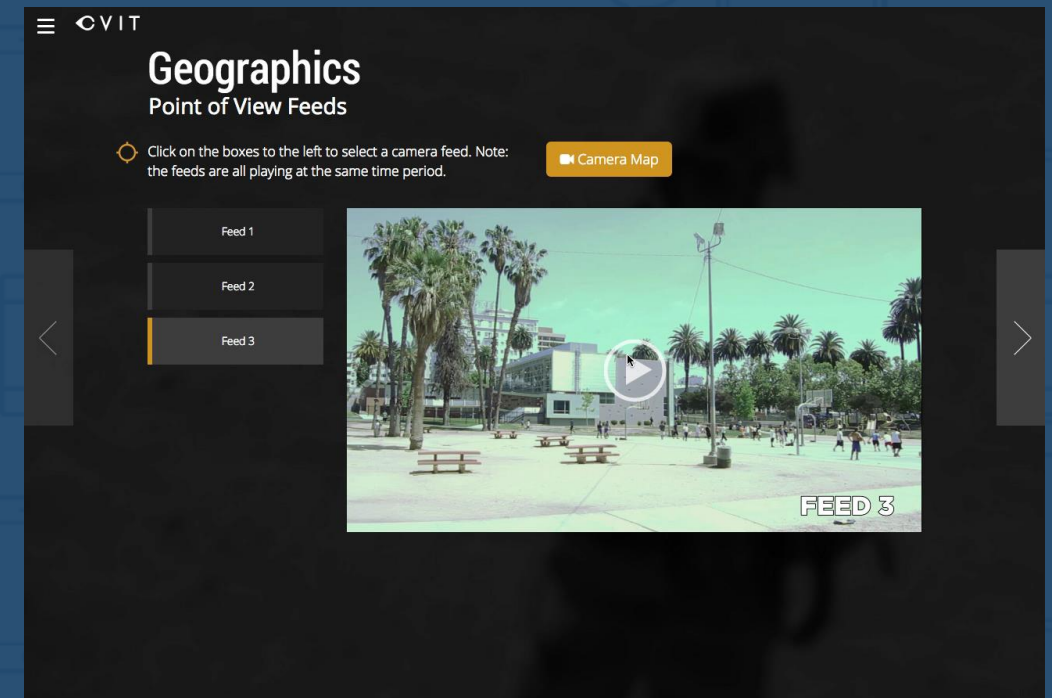 CVIT
Geographics
Point of View Feeds
Click on the boxes to the left to select a camera feed. Note:
the feeds are all playing at the same time period.
Camera Map
Feed 1
Feed 2
Feed 3
FEED 3